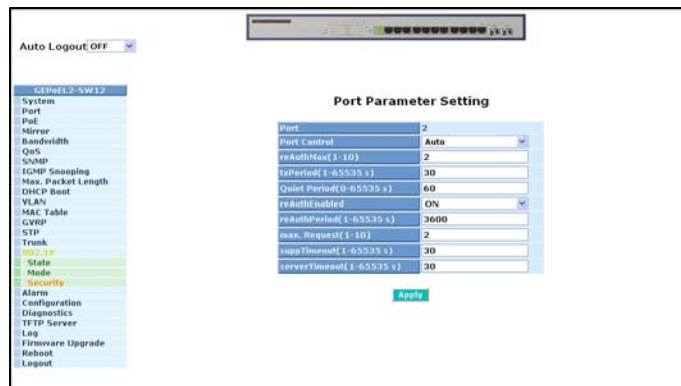 Auto Logout OFF
GEPoEL2-SW12
System
Port
PoE
Mirror
Bandwidth
QoS
SNMP
IGMP Snooping
Max. Packet Length
DHCP Boot
VLAN
MAC Table
GVRP
STP
Trunk
802.1X
State
Mode
Security
Alarm
Configuration
Diagnostics
TFTP Server
Log
Firmware Upgrade
Reboot
Logout
Port Parameter Setting
Port 2
Port Control Auto
reAuthMax(1-10) 2
txPeriod(1-65535 s) 30
Quiet Period(0-65535 s) 60
reAuthEnabled ON
reAuthPeriod(1-65535 s) 3600
max. Request(1-10) 2
suppTimeout(1-65535 s) 30
serverTimeout(1-65535 s) 30
Apply